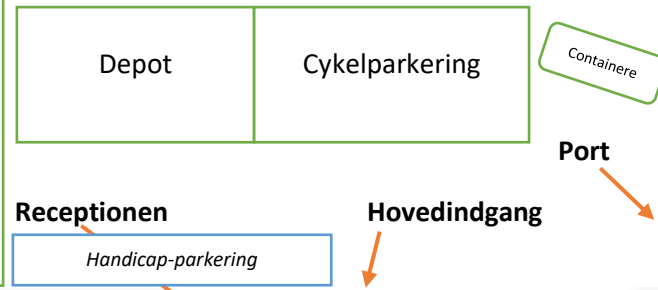 Depot
Cykelparkering
Containere
Port
Receptionen
Hovedindgang
Handicap-parkering